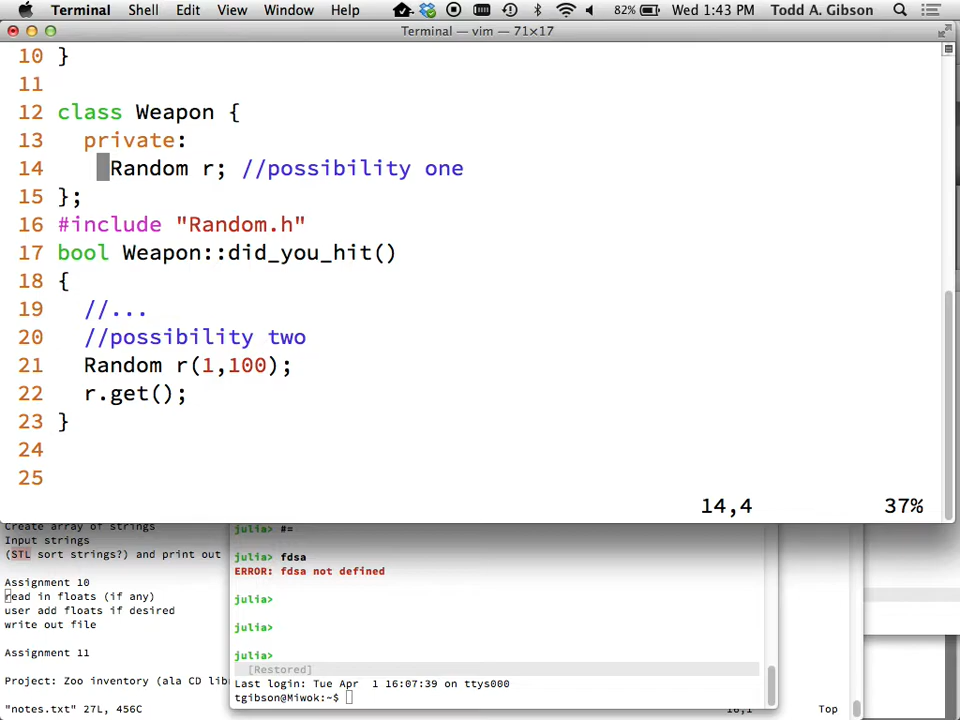 Terminal Shell Edit View Window Help 82% Wed 1:43 PM Todd A. Gibson
Terminal — vim — 71×17
10 }
11
12 class Weapon {
13 private:
14 Random r; //possibility one
15 };
16 #include "Random.h"
17 bool Weapon::did_you_hit()
18 {
19 //...
20 //possibility two
21 Random r(1,100);
22 r.get();
23 }
24
25
14,4 37%
Create array of strings
Input strings
(STL sort strings?) and print out
Assignment 10
read in floats (if any)
user add floats if desired
write out file
Assignment 11
Project: Zoo inventory (ala CD lib
"notes.txt" 27L, 456C
julia> #=
julia> fdsa
ERROR: fdsa not defined
julia>
julia>
julia>
[Restored]
Last login: Tue Apr 1 16:07:39 on ttys000
tgibson@Miwok:~$
Top